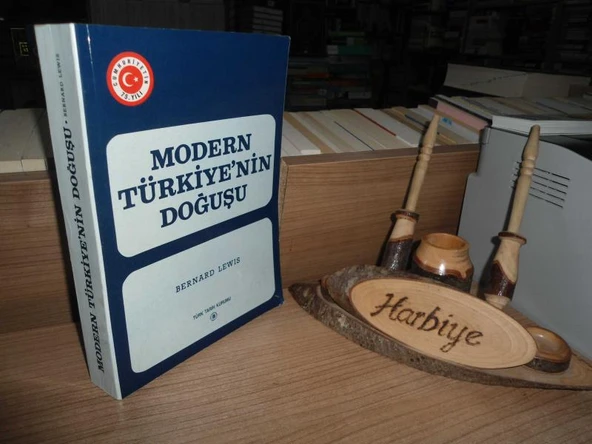 MODERN TÜRKİYE'NİN DOĞUŞU • BERNARD LEWIS
CUMHURİYETİN
75. YILI
MODERN
TÜRKİYE'NİN
DOĞUŞU
BERNARD LEWIS
TÜRK TARİH KURUMU
Harbiye